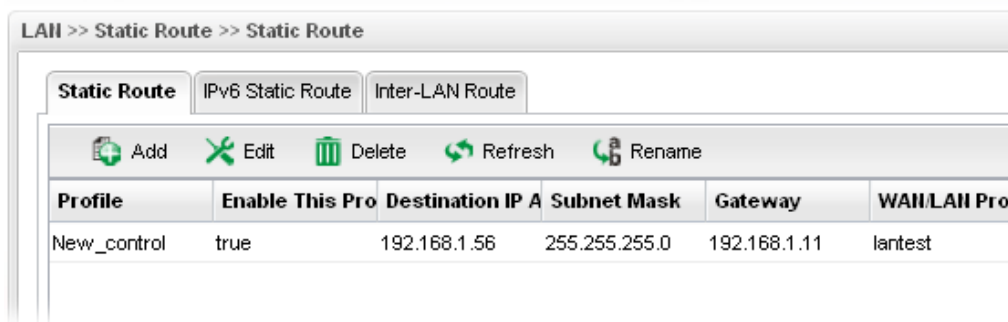 LAN >> Static Route >> Static Route
Static Route IPv6 Static Route Inter-LAN Route
Add Edit Delete Refresh Rename
Profile Enable This Pro Destination IP A Subnet Mask Gateway WAN/LAN Pro
New_control true 192.168.1.56 255.255.255.0 192.168.1.11 lantest